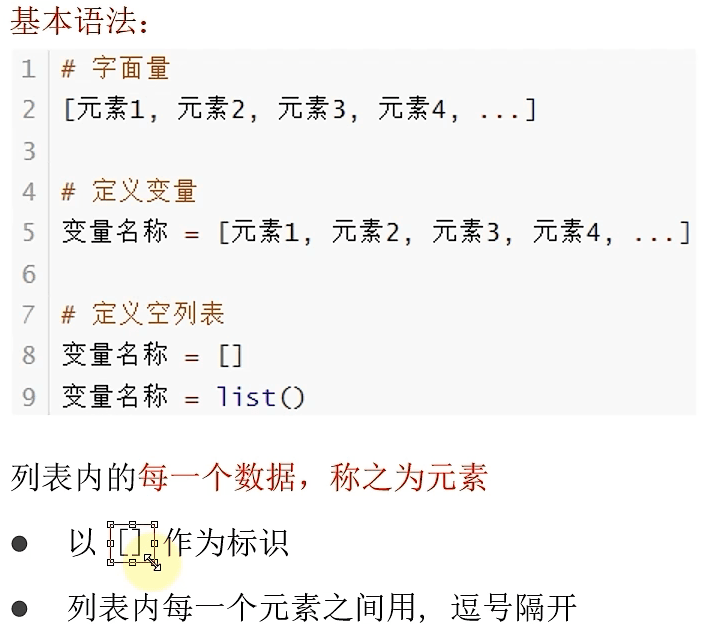 基本语法：
1 # 字面量
2 [元素1, 元素2, 元素3, 元素4, ...]
3
4 # 定义变量
5 变量名称 = [元素1, 元素2, 元素3, 元素4, ...]
6
7 # 定义空列表
8 变量名称 = []
9 变量名称 = list()
列表内的每一个数据，称之为元素
● 以 [] 作为标识
● 列表内每一个元素之间用, 逗号隔开